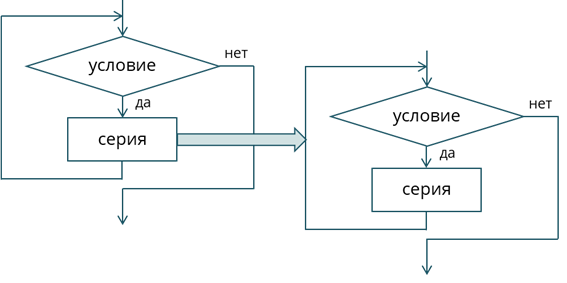 нет
условие
да
серия
нет
условие
да
серия